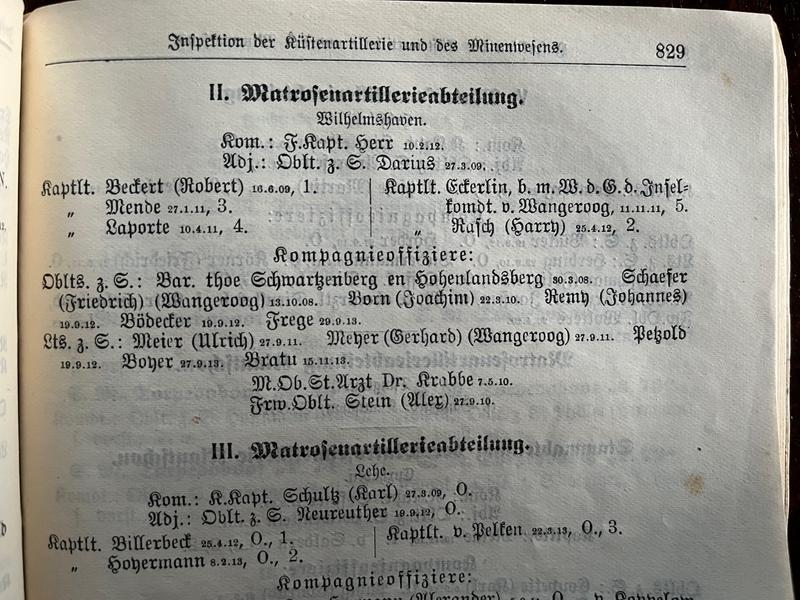 Inspektion der Küstenartillerie und des Minenwesens. 829
II. Matrosenartillerieabteilung.
Wilhelmshaven.
Kom.: F.Kapt. Herr 10.2.12.
Adj.: Oblt. z. S. Darius 27.3.09.
Kaptlt. Beckert (Robert) 16.6.09, 1.
„ Mende 27.1.11, 3.
„ Laporte 10.4.11, 4.
Kaptlt. Eckerlin, b. m. W. d. G. d. Insel-
komdt. v. Wangeroog, 11.11.11, 5.
„ Rasch (Harry) 25.4.12, 2.
Kompagnieoffiziere:
Oblts. z. S.: Bar. thoe Schwartzenberg en Hohenlandsberg 30.3.08. Schaefer
(Friedrich) (Wangeroog) 13.10.08. Born (Joachim) 22.3.10. Remy (Johannes)
19.9.12. Bödecker 19.9.12. Frege 29.9.13.
Lts. z. S.: Meier (Ulrich) 27.9.11. Meyer (Gerhard) (Wangeroog) 27.9.11. Petzold
19.9.12. Boyer 27.9.13. Bratu 15.11.13.
M.Ob.St.Arzt Dr. Krabbe 7.5.10.
Frw.Oblt. Stein (Alex) 27.9.10.
III. Matrosenartillerieabteilung.
Lehe.
Kom.: K.Kapt. Schultz (Karl) 27.3.09, O.
Adj.: Oblt. z. S. Neureuther 19.9.12, O.
Kaptlt. Billerbeck 25.4.12, O., 1.
„ Hoyermann 8.2.13, O., 2.
Kaptlt. v. Pelken 22.3.13, O., 3.
Kompagnieoffiziere: